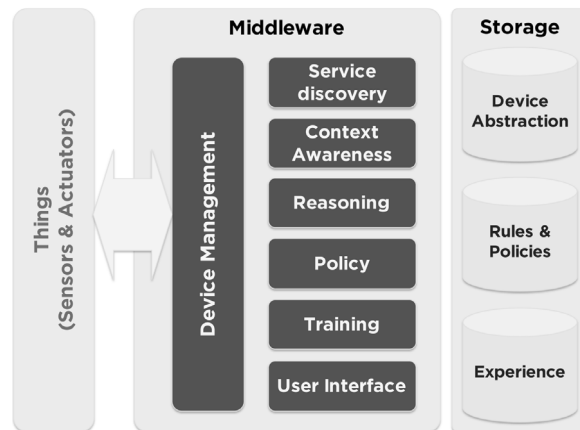 Things
(Sensors & Actuators)
Middleware
Device Management
Service
discovery
Context
Awareness
Reasoning
Policy
Training
User Interface
Storage
Device
Abstraction
Rules &
Policies
Experience